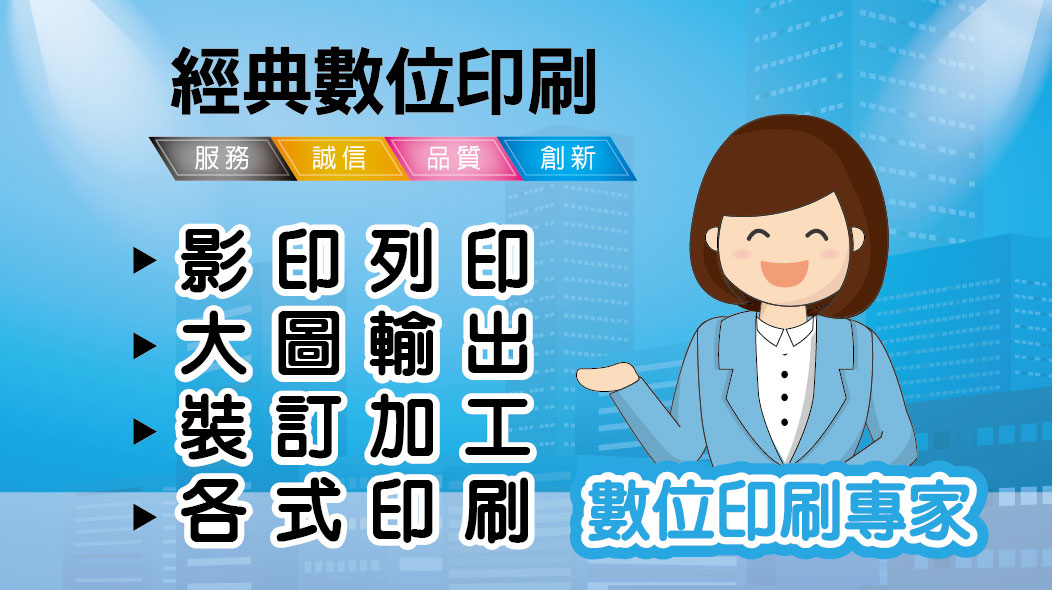 經典數位印刷
服務 誠信 品質 創新
影印列印
大圖輸出
裝訂加工
各式印刷
數位印刷專家